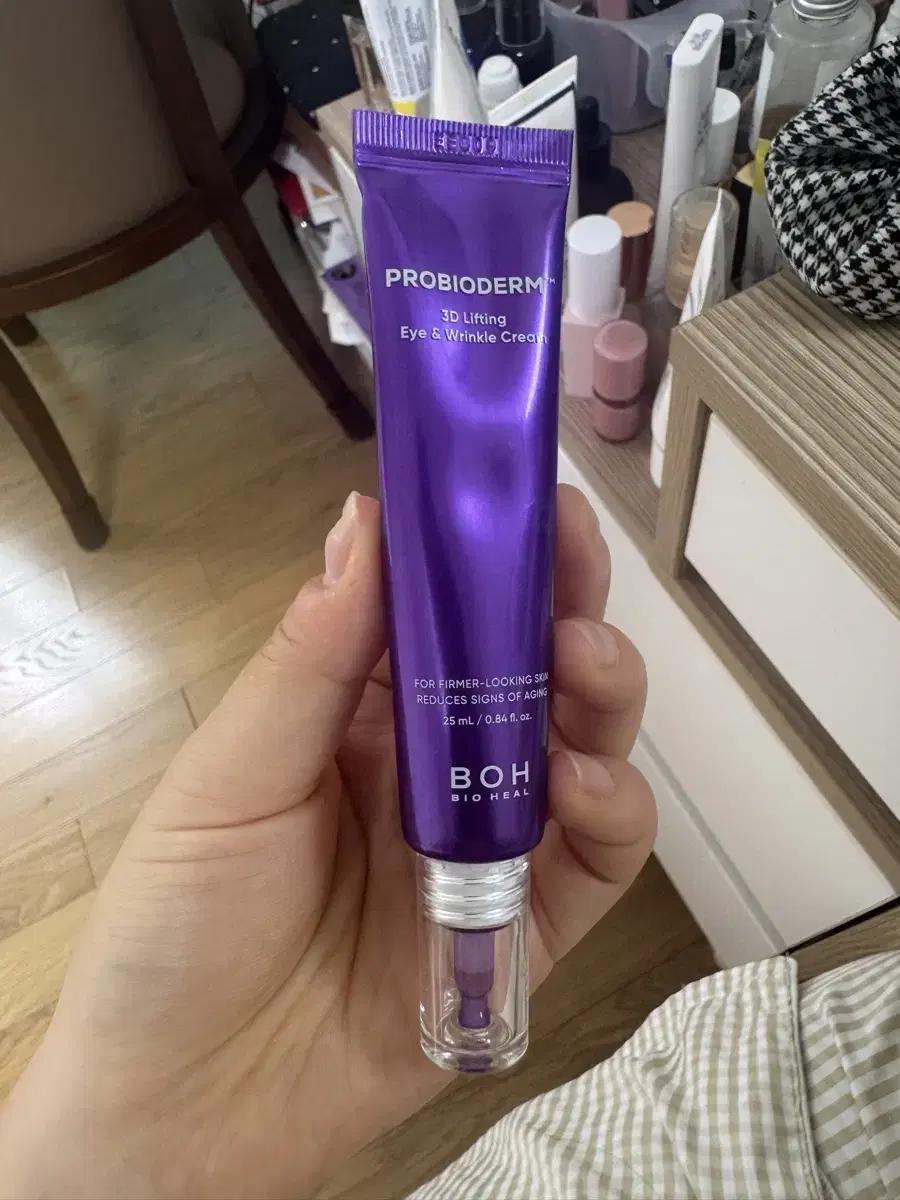 PROBIODERM™
3D Lifting
Eye & Wrinkle Cream
FOR FIRMER-LOOKING SKIN
REDUCES SIGNS OF AGING
25 mL / 0.84 fl. oz.
BOH
BIO HEAL